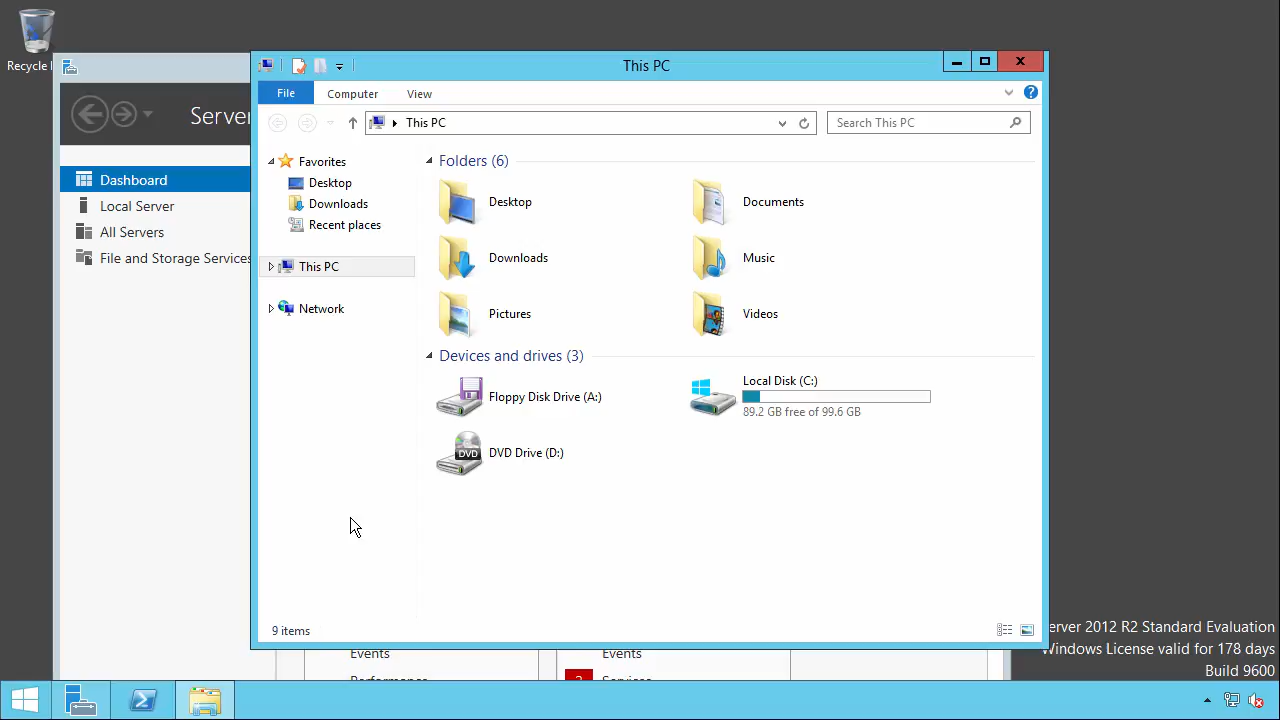 Recycle
This PC
File
Computer
View
This PC
Search This PC
Server
Dashboard
Local Server
All Servers
File and Storage Services
Favorites
Desktop
Downloads
Recent places
This PC
Network
Folders (6)
Desktop
Documents
Downloads
Music
Pictures
Videos
Devices and drives (3)
Floppy Disk Drive (A:)
Local Disk (C:)
89.2 GB free of 99.6 GB
DVD
DVD Drive (D:)
9 items
Events
Events
Performance
Services
erver 2012 R2 Standard Evaluation
Windows License valid for 178 days
Build 9600